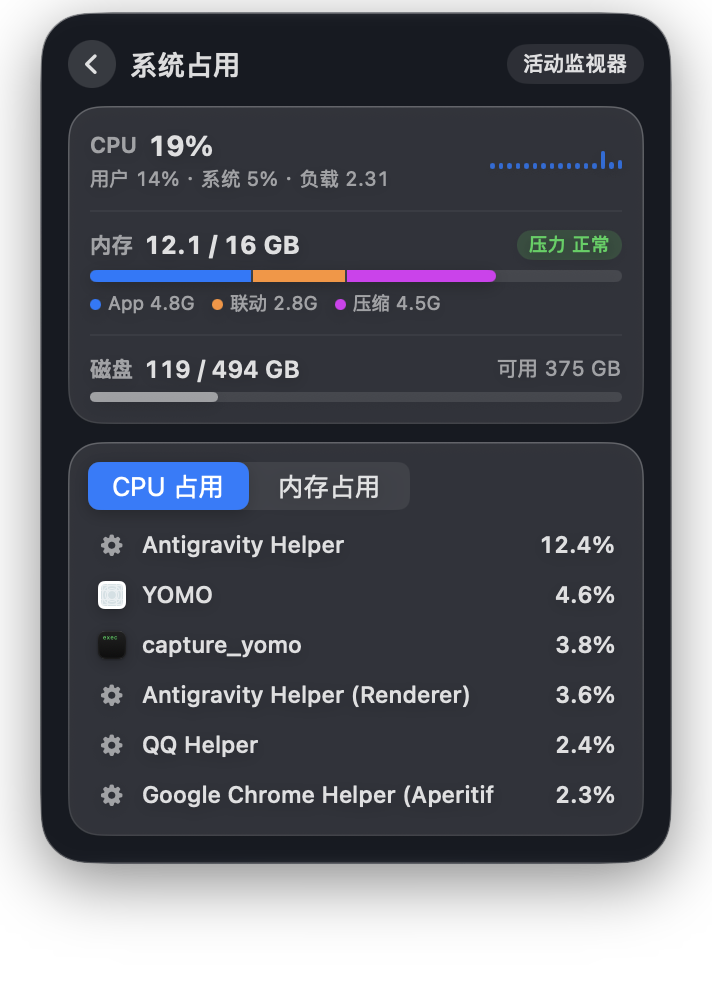 系统占用
活动监视器
CPU 19%
用户 14% · 系统 5% · 负载 2.31
内存 12.1 / 16 GB
压力 正常
App 4.8G 联动 2.8G 压缩 4.5G
磁盘 119 / 494 GB
可用 375 GB
CPU 占用 内存占用
Antigravity Helper 12.4%
YOMO 4.6%
exec
capture_yomo 3.8%
Antigravity Helper (Renderer) 3.6%
QQ Helper 2.4%
Google Chrome Helper (Aperitif 2.3%